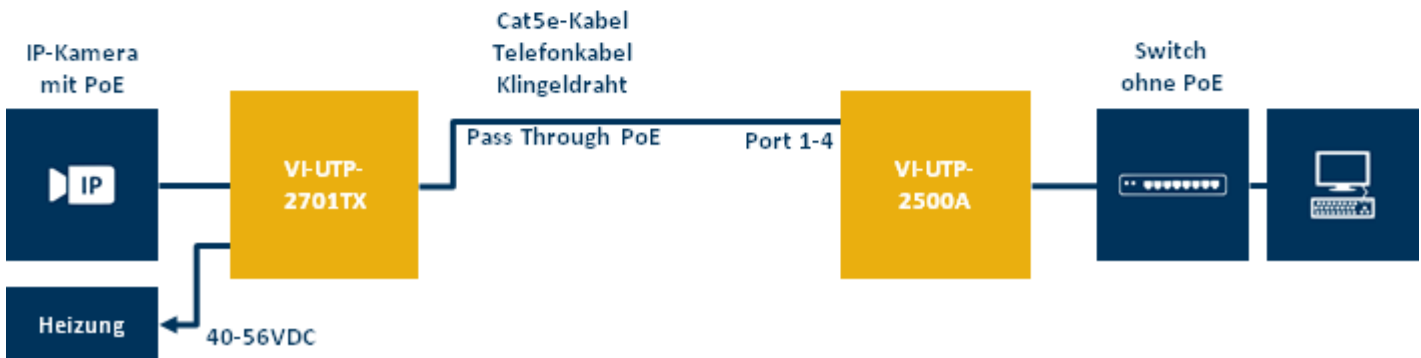 Cat5e-Kabel
Telefonkabel
Klingeldraht
IP-Kamera
mit PoE
Switch
ohne PoE
Pass Through PoE
Port 1-4
IP
VI-UTP-
2701TX
VI-UTP-
2500A
Heizung
40-56VDC